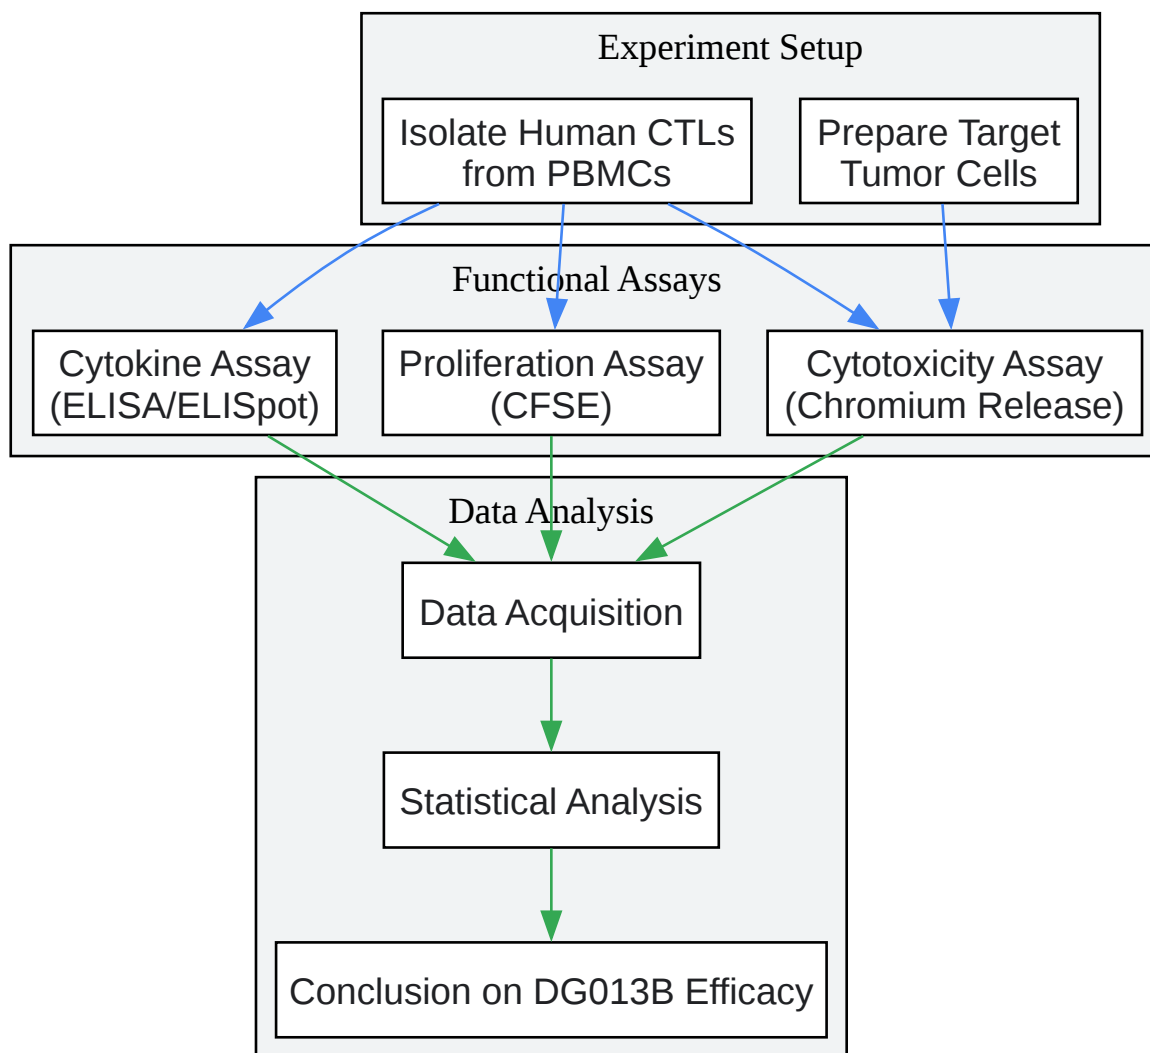 Experiment Setup
Isolate Human CTLs
from PBMCs
Prepare Target
Tumor Cells
Functional Assays
Cytokine Assay
(ELISA/ELISpot)
Proliferation Assay
(CFSE)
Cytotoxicity Assay
(Chromium Release)
Data Analysis
Data Acquisition
Statistical Analysis
Conclusion on DG013B Efficacy